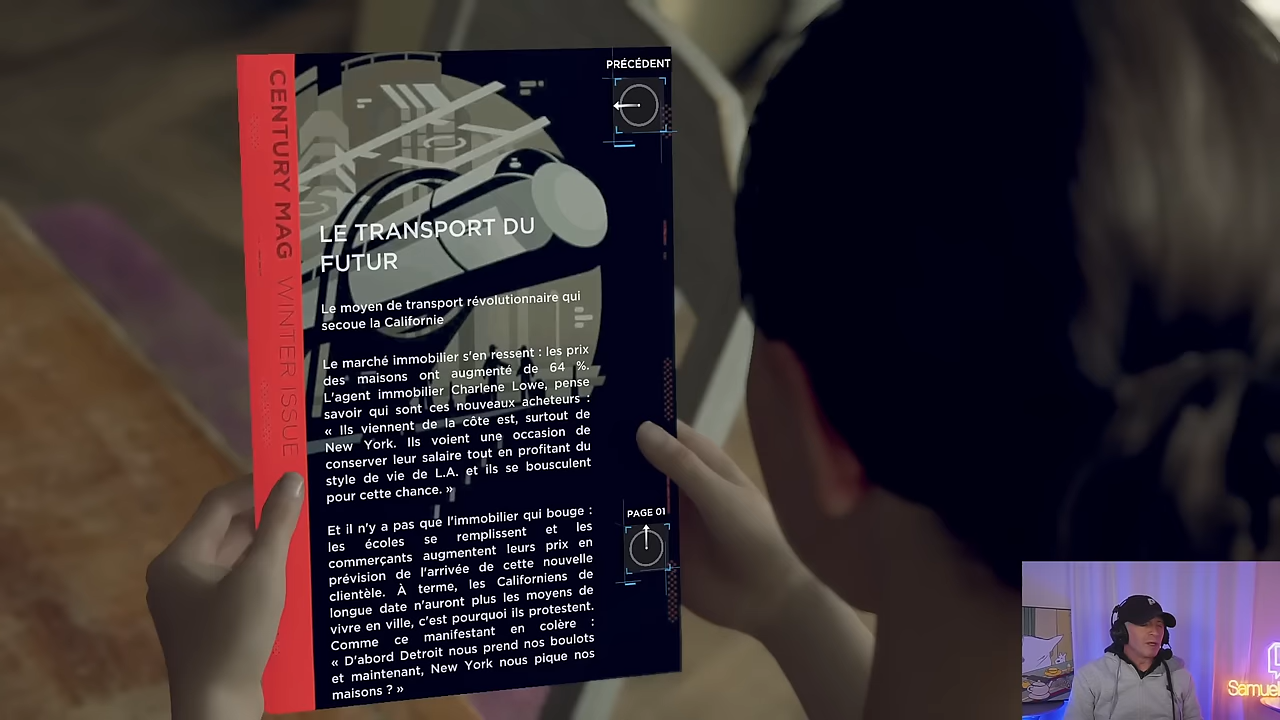 CENTURY MAG WINTER ISSUE
PRÉCÉDENT
LE TRANSPORT DU
FUTUR
Le moyen de transport révolutionnaire qui
secoue la Californie
Le marché immobilier s'en ressent : les prix
des maisons ont augmenté de 64 %.
L'agent immobilier Charlene Lowe, pense
savoir qui sont ces nouveaux acheteurs :
« Ils viennent de la côte est, surtout de
New York. Ils voient une occasion de
conserver leur salaire tout en profitant du
style de vie de L.A. et ils se bousculent
pour cette chance. »
Et il n'y a pas que l'immobilier qui bouge :
les écoles se remplissent et les
commerçants augmentent leurs prix en
prévision de l'arrivée de cette nouvelle
clientèle. À terme, les Californiens de
longue date n'auront plus les moyens de
vivre en ville, c'est pourquoi ils protestent.
Comme ce manifestant en colère :
« D'abord Detroit nous prend nos boulots
et maintenant, New York nous pique nos
maisons ? »
PAGE 01